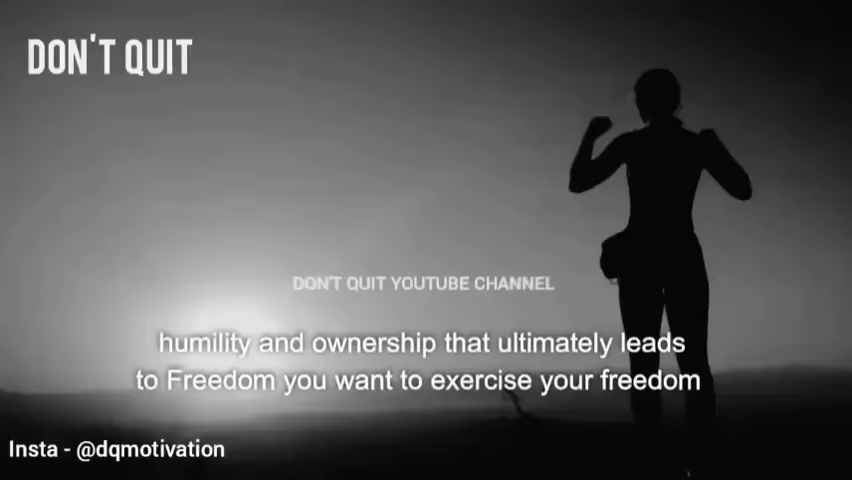 DON'T QUIT
DON'T QUIT YOUTUBE CHANNEL
humility and ownership that ultimately leads
to Freedom you want to exercise your freedom
Insta - @dqmotivation